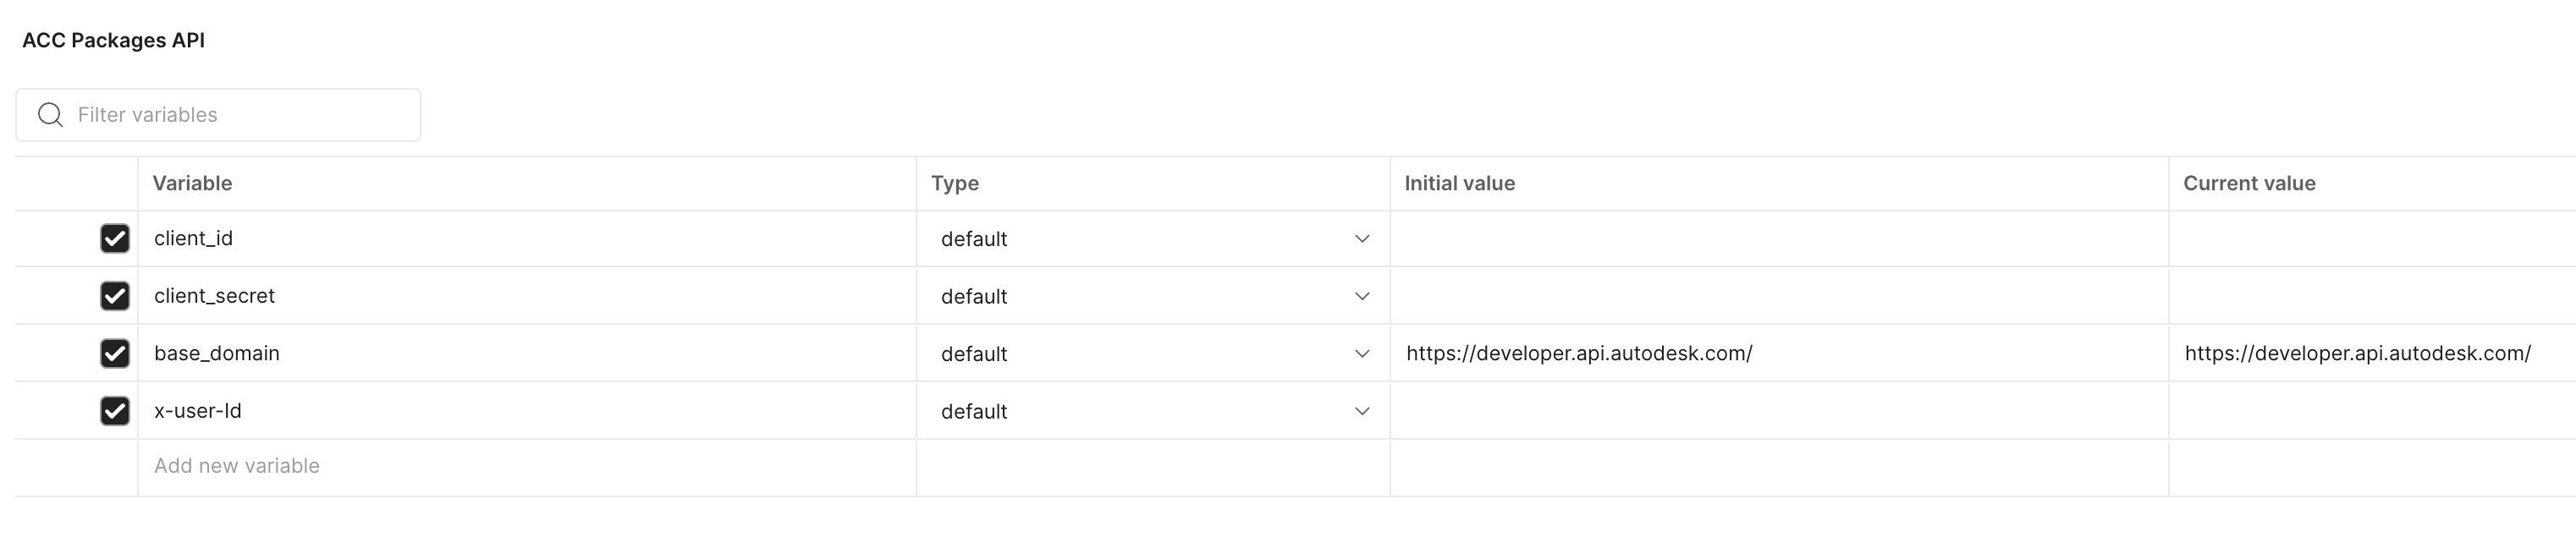 ACC Packages API
Filter variables
Variable Type Initial value Current value
client_id default
client_secret default
base_domain default https://developer.api.autodesk.com/ https://developer.api.autodesk.com/
x-user-Id default
Add new variable